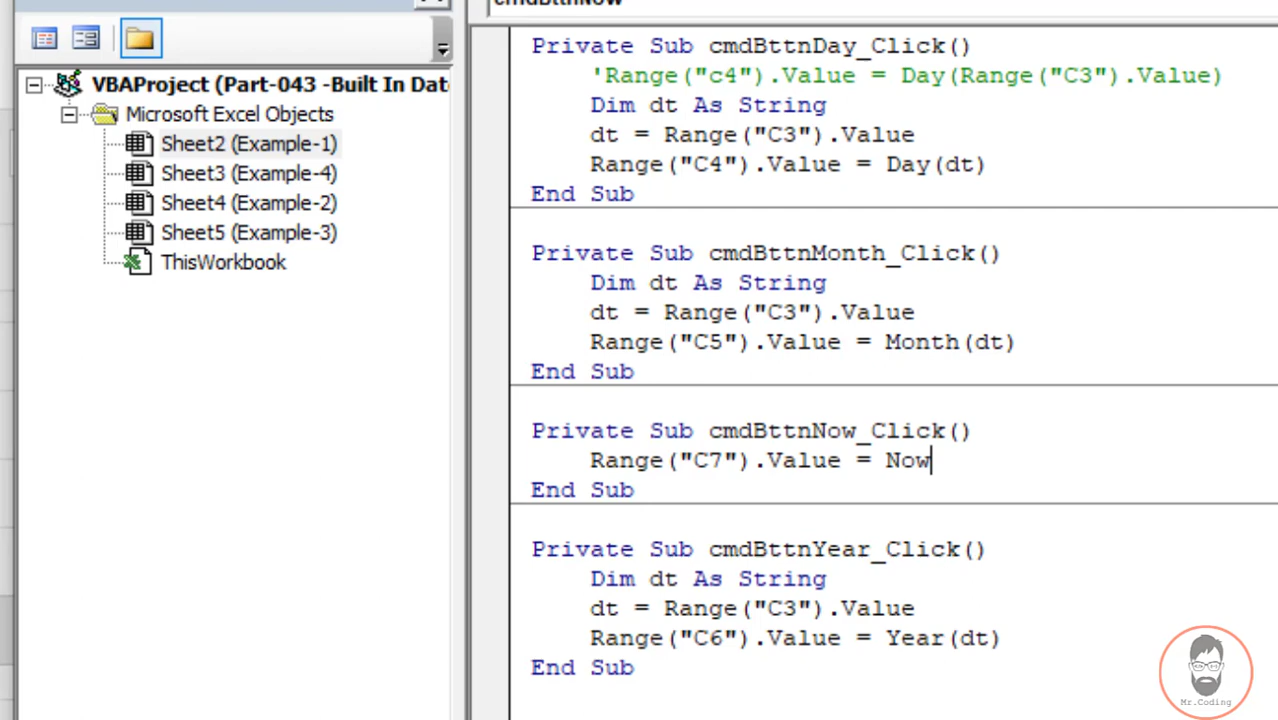 cmdBttnNow
VBAProject (Part-043 -Built In Dat
Microsoft Excel Objects
Sheet2 (Example-1)
Sheet3 (Example-4)
Sheet4 (Example-2)
Sheet5 (Example-3)
ThisWorkbook
Private Sub cmdBttnDay_Click()
'Range("c4").Value = Day(Range("C3").Value)
Dim dt As String
dt = Range("C3").Value
Range("C4").Value = Day(dt)
End Sub
Private Sub cmdBttnMonth_Click()
Dim dt As String
dt = Range("C3").Value
Range("C5").Value = Month(dt)
End Sub
Private Sub cmdBttnNow_Click()
Range("C7").Value = Now
End Sub
Private Sub cmdBttnYear_Click()
Dim dt As String
dt = Range("C3").Value
Range("C6").Value = Year(dt)
End Sub
Mr.Coding